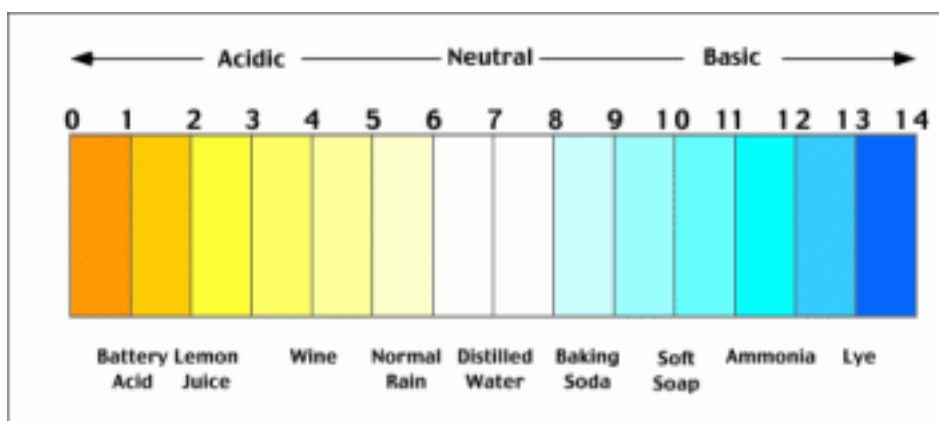 Acidic Neutral Basic
0 1 2 3 4 5 6 7 8 9 10 11 12 13 14
Battery Lemon Wine Normal Distilled Baking Soft Ammonia Lye
Acid Juice Rain Water Soda Soap